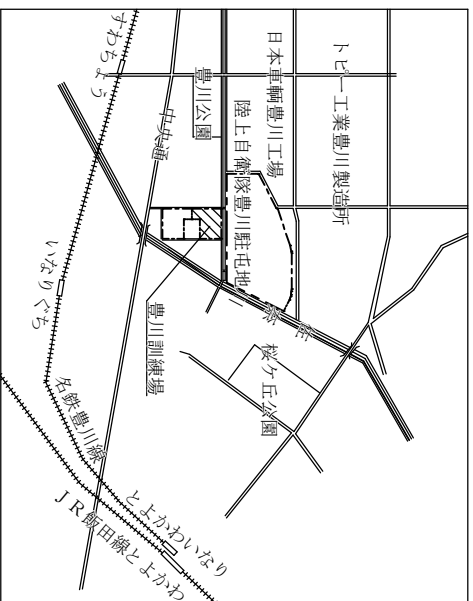 トピー工業豊川製造所
日本車輌豊川工場
陸上自衛隊豊川駐屯地
豊川公園
中央通
すわちょう
いなりぐち
豊川訓練場
桜ケ丘公園
名鉄豊川線
とよかわいなり
JR飯田線とよかわ